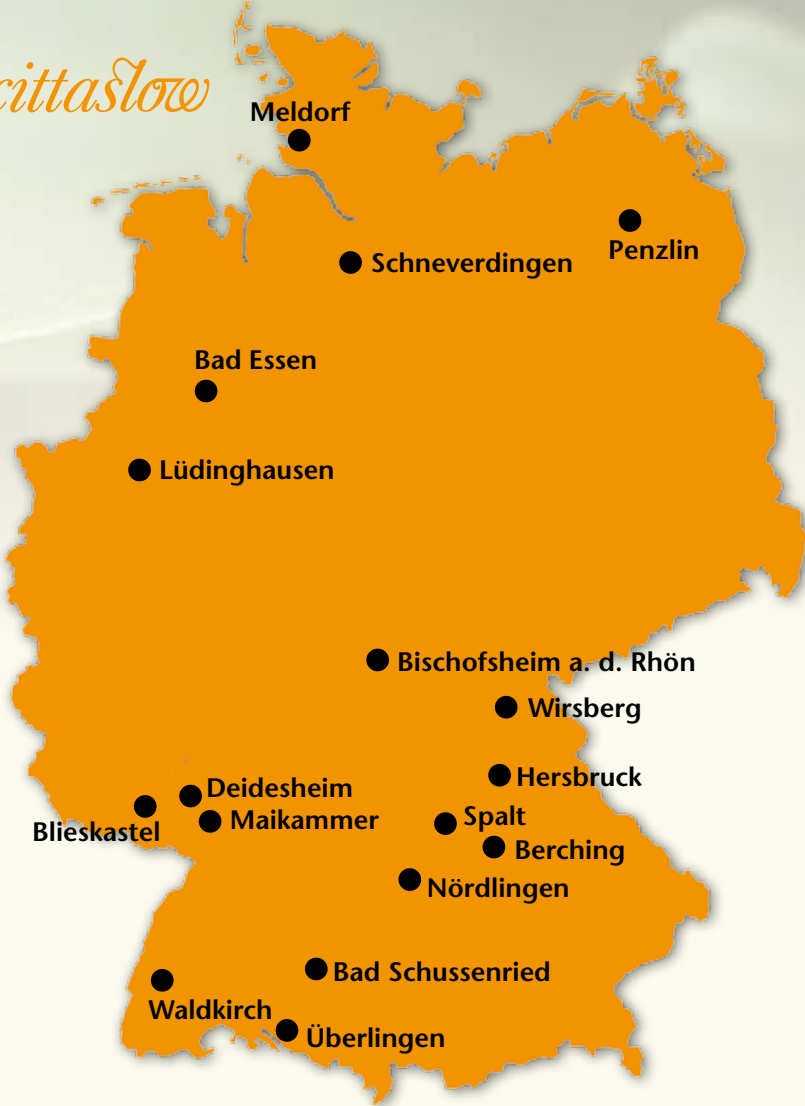 cittaslow
Meldorf
Penzlin
Schneverdingen
Bad Essen
Lüdinghausen
Bischofsheim a. d. Rhön
Wirsberg
Hersbruck
Deidesheim
Spalt
Maikammer
Blieskastel
Berching
Nördlingen
Bad Schussenried
Waldkirch
Überlingen